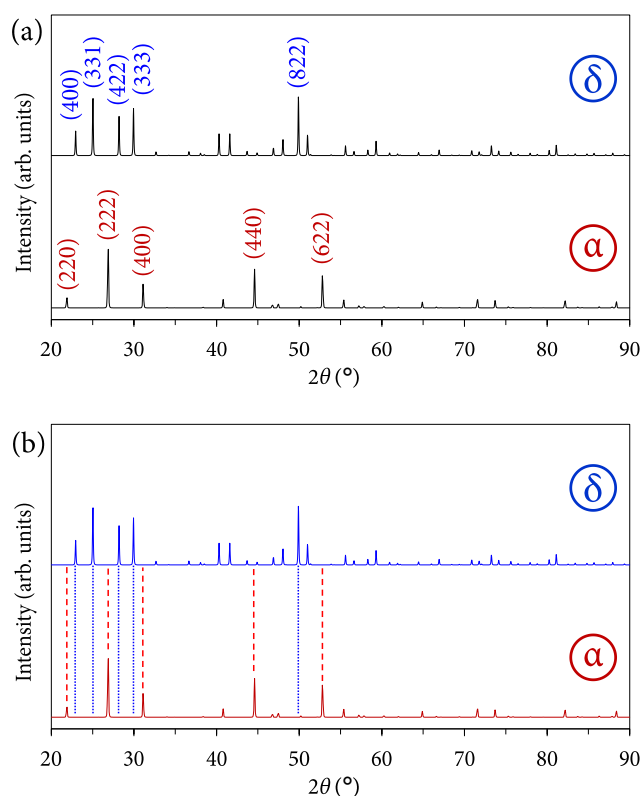 (a)
(400)
(331)
(422)
(333)
(822)
δ
(220)
(222)
(400)
(440)
(622)
α
Intensity (arb. units)
20 30 40 50 60 70 80 90
2θ (°)
(b)
δ
α
Intensity (arb. units)
20 30 40 50 60 70 80 90
2θ (°)